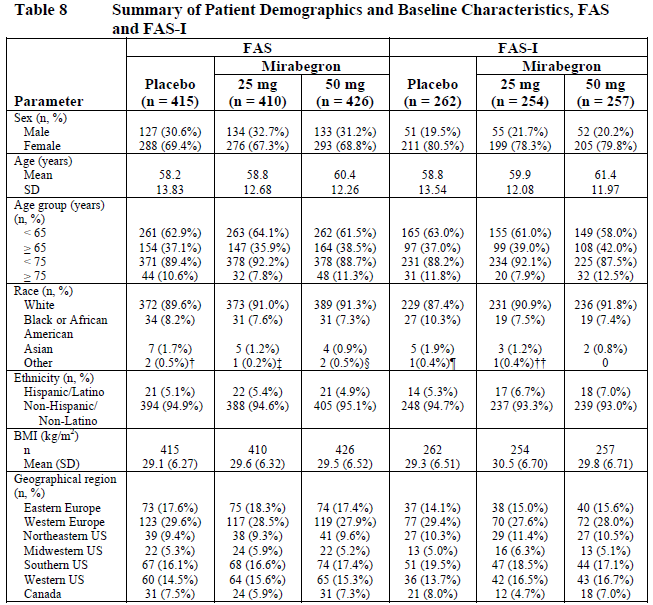 Table 8 Summary of Patient Demographics and Baseline Characteristics, FAS
and FAS-I
FAS FAS-I
Mirabegron Mirabegron
Placebo 25 mg 50 mg Placebo 25 mg 50 mg
Parameter (n = 415) (n = 410) (n = 426) (n = 262) (n = 254) (n = 257)
Sex (n, %)
Male 127 (30.6%) 134 (32.7%) 133 (31.2%) 51 (19.5%) 55 (21.7%) 52 (20.2%)
Female 288 (69.4%) 276 (67.3%) 293 (68.8%) 211 (80.5%) 199 (78.3%) 205 (79.8%)
Age (years)
Mean 58.2 58.8 60.4 58.8 59.9 61.4
SD 13.83 12.68 12.26 13.54 12.08 11.97
Age group (years)
(n, %)
< 65 261 (62.9%) 263 (64.1%) 262 (61.5%) 165 (63.0%) 155 (61.0%) 149 (58.0%)
≥ 65 154 (37.1%) 147 (35.9%) 164 (38.5%) 97 (37.0%) 99 (39.0%) 108 (42.0%)
< 75 371 (89.4%) 378 (92.2%) 378 (88.7%) 231 (88.2%) 234 (92.1%) 225 (87.5%)
≥ 75 44 (10.6%) 32 (7.8%) 48 (11.3%) 31 (11.8%) 20 (7.9%) 32 (12.5%)
Race (n, %)
White 372 (89.6%) 373 (91.0%) 389 (91.3%) 229 (87.4%) 231 (90.9%) 236 (91.8%)
Black or African 34 (8.2%) 31 (7.6%) 31 (7.3%) 27 (10.3%) 19 (7.5%) 19 (7.4%)
American
Asian 7 (1.7%) 5 (1.2%) 4 (0.9%) 5 (1.9%) 3 (1.2%) 2 (0.8%)
Other 2 (0.5%)† 1 (0.2%)‡ 2 (0.5%)§ 1(0.4%)¶ 1(0.4%)†† 0
Ethnicity (n, %)
Hispanic/Latino 21 (5.1%) 22 (5.4%) 21 (4.9%) 14 (5.3%) 17 (6.7%) 18 (7.0%)
Non-Hispanic/ 394 (94.9%) 388 (94.6%) 405 (95.1%) 248 (94.7%) 237 (93.3%) 239 (93.0%)
Non-Latino
BMI (kg/m²)
n 415 410 426 262 254 257
Mean (SD) 29.1 (6.27) 29.6 (6.32) 29.5 (6.52) 29.3 (6.51) 30.5 (6.70) 29.8 (6.71)
Geographical region
(n, %)
Eastern Europe 73 (17.6%) 75 (18.3%) 74 (17.4%) 37 (14.1%) 38 (15.0%) 40 (15.6%)
Western Europe 123 (29.6%) 117 (28.5%) 119 (27.9%) 77 (29.4%) 70 (27.6%) 72 (28.0%)
Northeastern US 39 (9.4%) 38 (9.3%) 41 (9.6%) 27 (10.3%) 29 (11.4%) 27 (10.5%)
Midwestern US 22 (5.3%) 24 (5.9%) 22 (5.2%) 13 (5.0%) 16 (6.3%) 13 (5.1%)
Southern US 67 (16.1%) 68 (16.6%) 74 (17.4%) 51 (19.5%) 47 (18.5%) 44 (17.1%)
Western US 60 (14.5%) 64 (15.6%) 65 (15.3%) 36 (13.7%) 42 (16.5%) 43 (16.7%)
Canada 31 (7.5%) 24 (5.9%) 31 (7.3%) 21 (8.0%) 12 (4.7%) 18 (7.0%)